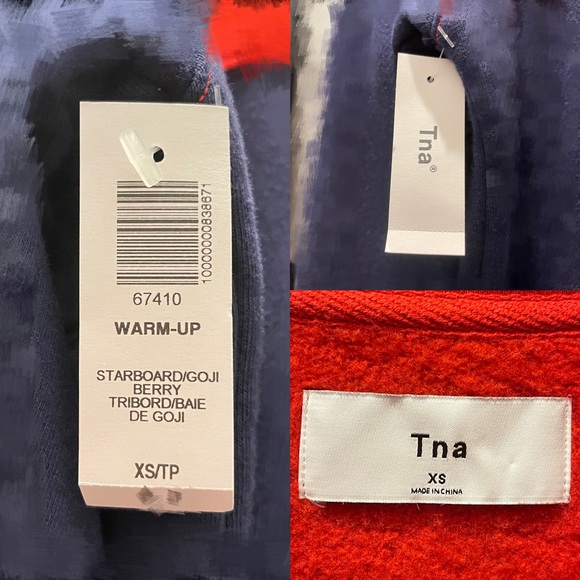 10000000838671
67410
WARM-UP
STARBOARD/GOJI
BERRY
TRIBORD/BAIE
DE GOJI
XS/TP
Tna®
Tna
XS
MADE IN CHINA